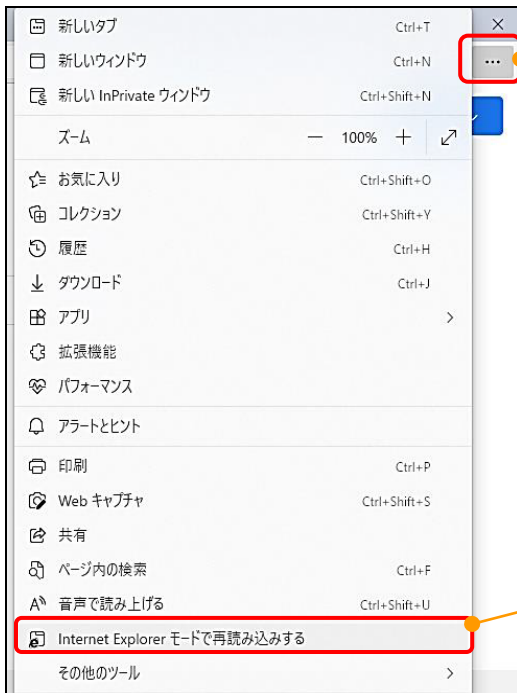 新しいタブ Ctrl+T
新しいウィンドウ Ctrl+N
新しい InPrivate ウィンドウ Ctrl+Shift+N
ズーム — 100% +
お気に入り Ctrl+Shift+O
コレクション Ctrl+Shift+Y
履歴 Ctrl+H
ダウンロード Ctrl+J
アプリ
拡張機能
パフォーマンス
アラートとヒント
印刷 Ctrl+P
Web キャプチャ Ctrl+Shift+S
共有
ページ内の検索 Ctrl+F
音声で読み上げる Ctrl+Shift+U
Internet Explorer モードで再読み込みする
その他のツール